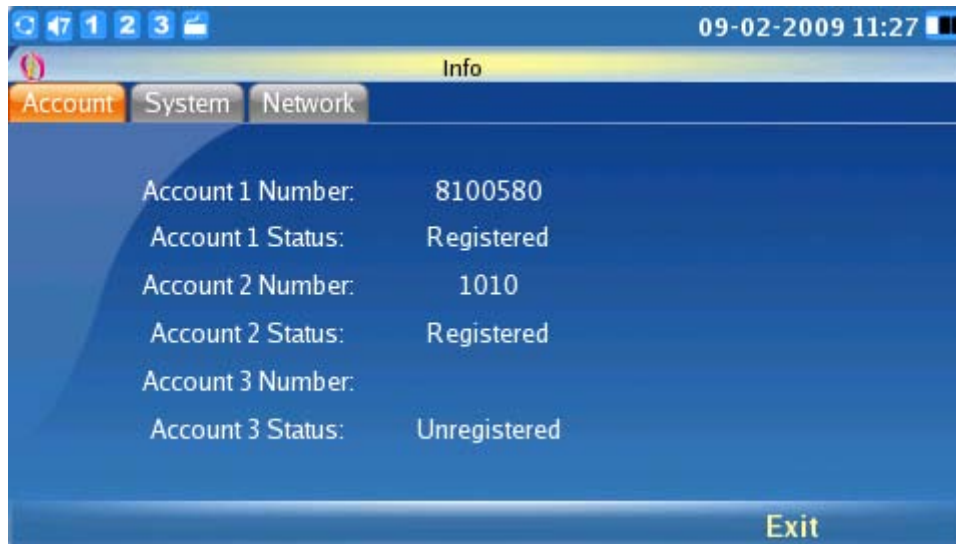 7 1 2 3 09-02-2009 11:27
Info
Account System Network
Account 1 Number: 8100580
Account 1 Status: Registered
Account 2 Number: 1010
Account 2 Status: Registered
Account 3 Number:
Account 3 Status: Unregistered
Exit